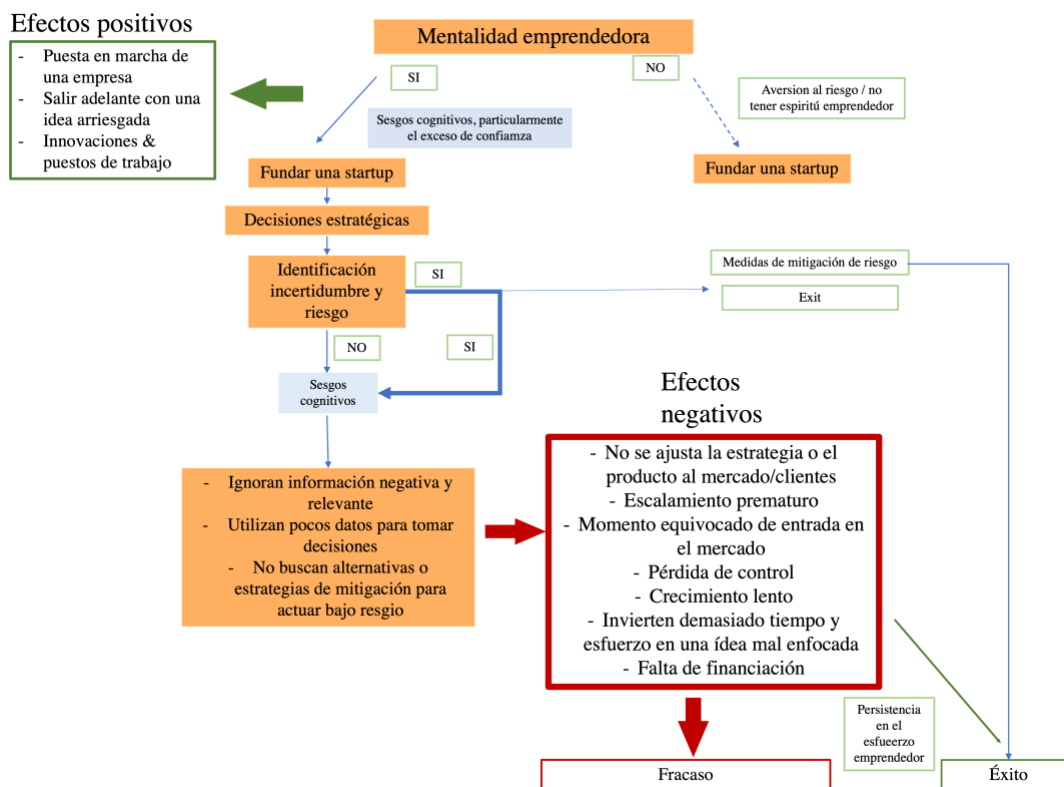 Efectos positivos
- Puesta en marcha de
una empresa
- Salir adelante con una
idea arriesgada
- Innovaciones &
puestos de trabajo
Mentalidad emprendedora
SI
NO
Aversion al riesgo / no
tener espiritú emprendedor
Sesgos cognitivos, particularmente
el exceso de confiamza
Fundar una startup
Fundar una startup
Decisiones estratégicas
Identificación
incertidumbre y
riesgo
SI
Medidas de mitigación de riesgo
Exit
NO
SI
Sesgos
cognitivos
Efectos
negativos
- Ignoran información negativa y
relevante
- Utilizan pocos datos para tomar
decisiones
- No buscan alternativas o
estrategias de mitigación para
actuar bajo resgio
- No se ajusta la estrategia o el
producto al mercado/clientes
- Escalamiento prematuro
- Momento equivocado de entrada en
el mercado
- Pérdida de control
- Crecimiento lento
- Invierten demasiado tiempo y
esfuerzo en una ídea mal enfocada
- Falta de financiación
Persistencia
en el
esfueerzo
emprendedor
Fracaso
Éxito